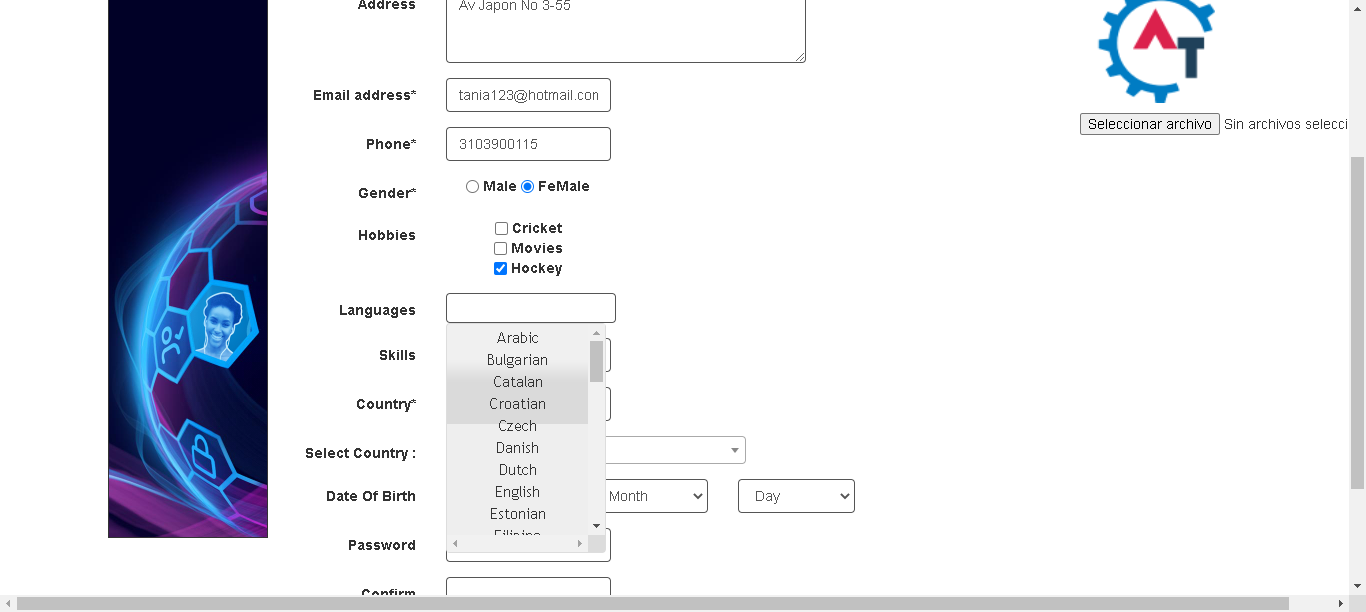 Address
Av Japon No 3-55
Email address*
tania123@hotmail.con
Phone*
3103900115
Gender*
Male FeMale
Hobbies
Cricket
Movies
Hockey
Languages
Arabic
Bulgarian
Catalan
Croatian
Czech
Danish
Dutch
English
Estonian
Filipino
Skills
Country*
Select Country :
Date Of Birth
Month
Day
Password
Confirm
AT
Seleccionar archivo Sin archivos selecci